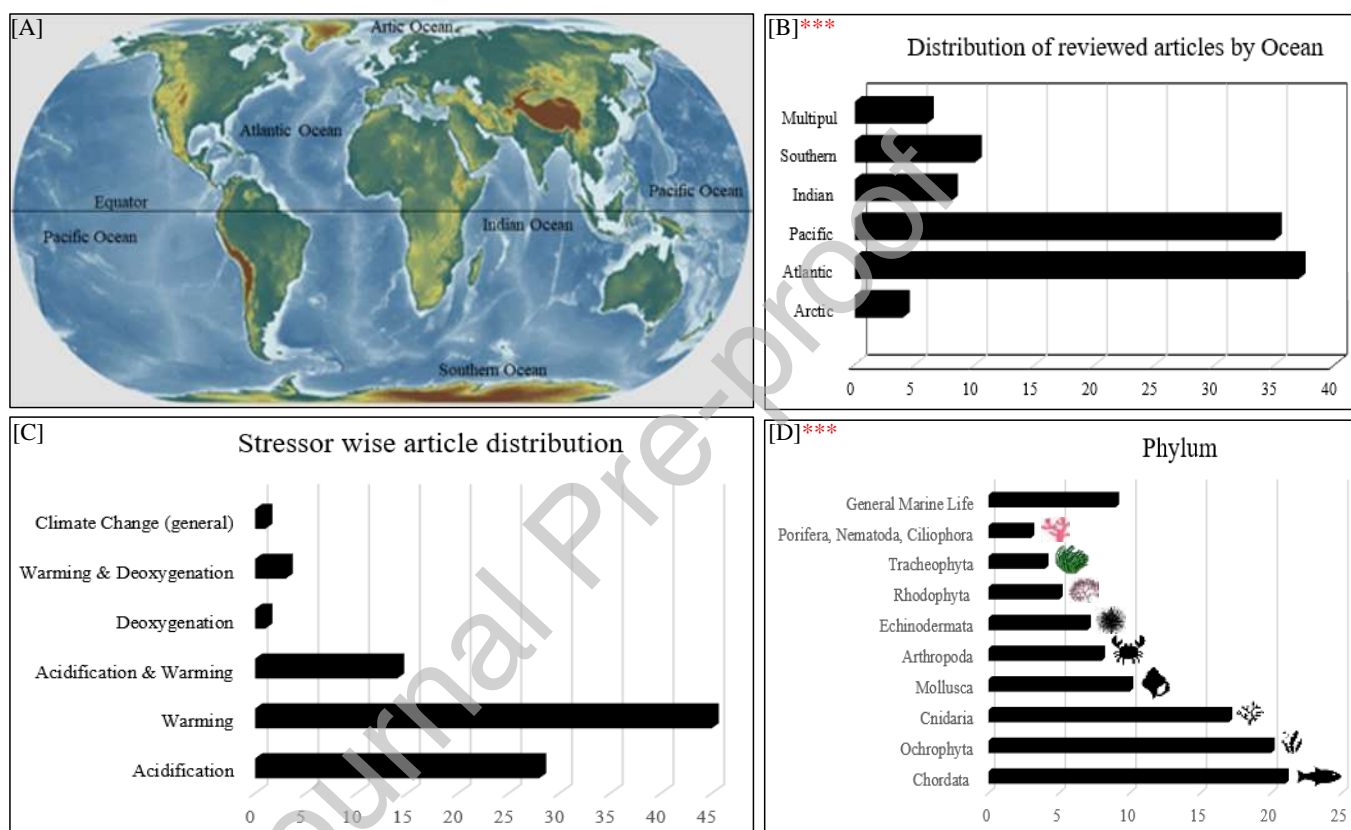 [A]
Artic Ocean
Atlantic Ocean
Pacific Ocean
Equator
Indian Ocean
Pacific Ocean
Southern Ocean
[B]***
Distribution of reviewed articles by Ocean
Multipul
Southern
Indian
Pacific
Atlantic
Arctic
0 5 10 15 20 25 30 35 40
[C]
Stressor wise article distribution
Climate Change (general)
Warming & Deoxygenation
Deoxygenation
Acidification & Warming
Warming
Acidification
0 5 10 15 20 25 30 35 40 45
[D]***
Phylum
General Marine Life
Porifera, Nematoda, Ciliophora
Tracheophyta
Rhodophyta
Echinodermata
Arthropoda
Mollusca
Cnidaria
Ochrophyta
Chordata
0 5 10 15 20 25
Journal Pre-proof